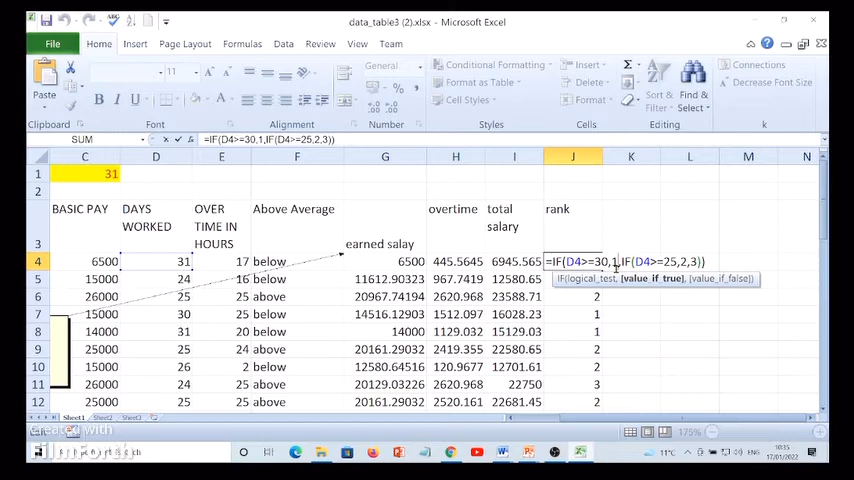 data_table3 (2).xlsx - Microsoft Excel
File Home Insert Page Layout Formulas Data Review View Team
Paste
11
General
Conditional Formatting
Format as Table
Cell Styles
Insert
Delete
Format
Sort & Filter
Find & Select
Connections
Decrease Font Size
Clipboard Font Alignment Number Styles Cells Editing k k
SUM =IF(D4>=30,1,IF(D4>=25,2,3))
C D E F G H I J K L M N
1 31
2
3 BASIC PAY DAYS WORKED OVER TIME IN HOURS Above Average earned salay overtime total salary rank
4 6500 31 17 below 6500 445.5645 6945.565 =IF(D4>=30,1,IF(D4>=25,2,3))
IF(logical_test, [value_if_true], [value_if_false])
5 15000 24 16 below 11612.90323 967.7419 12580.65
6 26000 25 25 above 20967.74194 2620.968 23588.71 2
7 15000 30 25 below 14516.12903 1512.097 16028.23 1
8 14000 31 20 below 14000 1129.032 15129.03 1
9 25000 25 24 above 20161.29032 2419.355 22580.65 2
10 15000 26 2 below 12580.64516 120.9677 12701.61 2
11 26000 24 25 above 20129.03226 2620.968 22750 3
12 25000 25 25 above 20161.29032 2520.161 22681.45 2
Sheet1 Sheet2 Sheet3
Created with
Filmforth
175%
11°C
10:35
17/01/2022